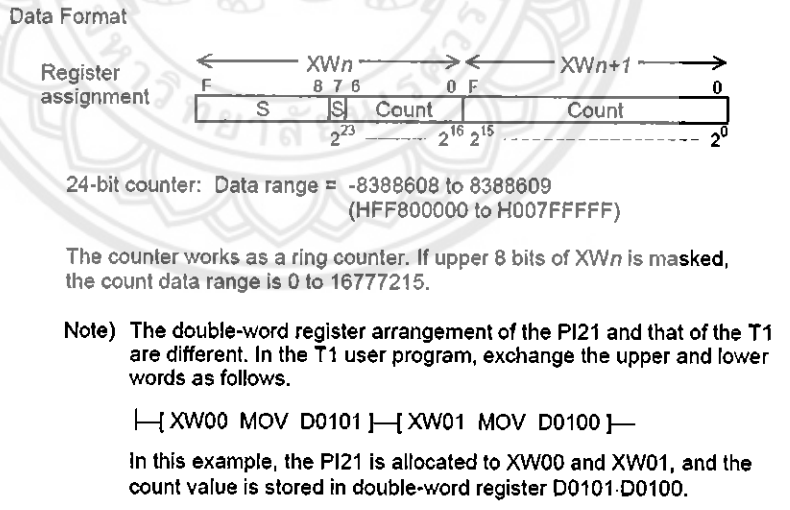 Data Format
XWn XWn+1
Register F 8 7 6 0 F 0
assignment S S Count Count
2^23 2^16 2^15 2^0
24-bit counter: Data range = -8388608 to 8388609
(HFF800000 to H007FFFFF)
The counter works as a ring counter. If upper 8 bits of XWn is masked,
the count data range is 0 to 16777215.
Note) The double-word register arrangement of the PI21 and that of the T1
are different. In the T1 user program, exchange the upper and lower
words as follows.
[ XW00 MOV D0101 ] [ XW01 MOV D0100 ]
In this example, the PI21 is allocated to XW00 and XW01, and the
count value is stored in double-word register D0101·D0100.